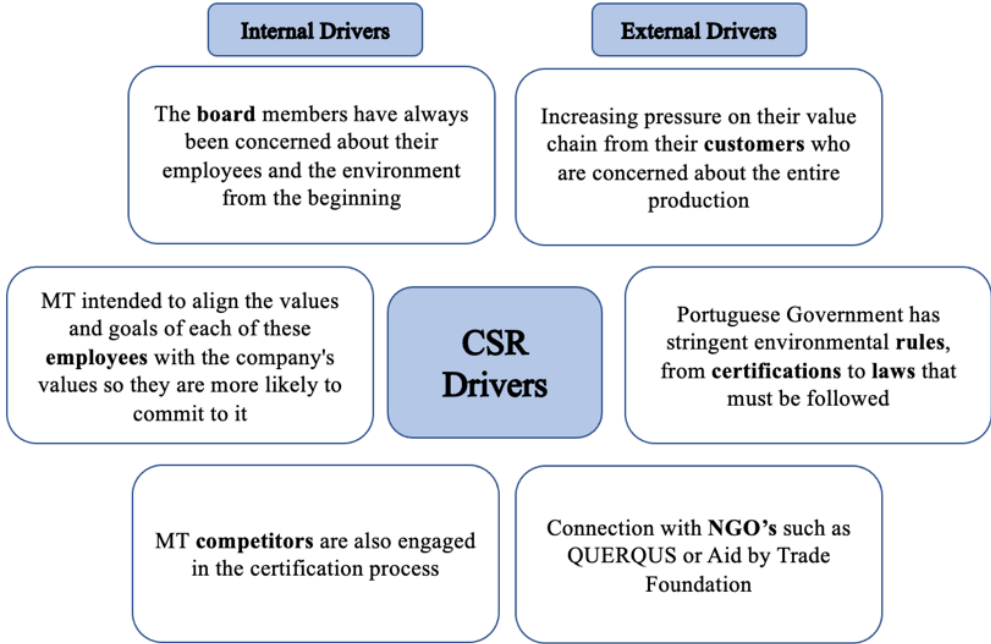 Internal Drivers
External Drivers
The board members have always
been concerned about their
employees and the environment
from the beginning
Increasing pressure on their value
chain from their customers who
are concerned about the entire
production
MT intended to align the values
and goals of each of these
employees with the company's
values so they are more likely to
commit to it
CSR
Drivers
Portuguese Government has
stringent environmental rules,
from certifications to laws that
must be followed
MT competitors are also engaged
in the certification process
Connection with NGO’s such as
QUERQUS or Aid by Trade
Foundation